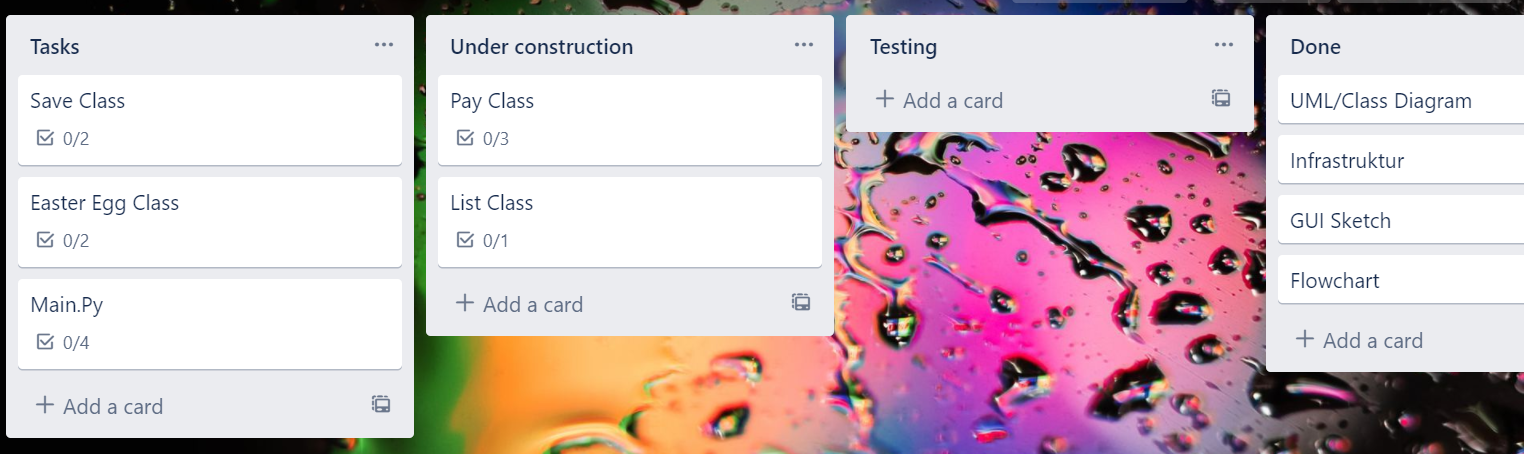 Tasks
Save Class
0/2
Easter Egg Class
0/2
Main.Py
0/4
Add a card
Under construction
Pay Class
0/3
List Class
0/1
Add a card
Testing
Add a card
Done
UML/Class Diagram
Infrastruktur
GUI Sketch
Flowchart
Add a card